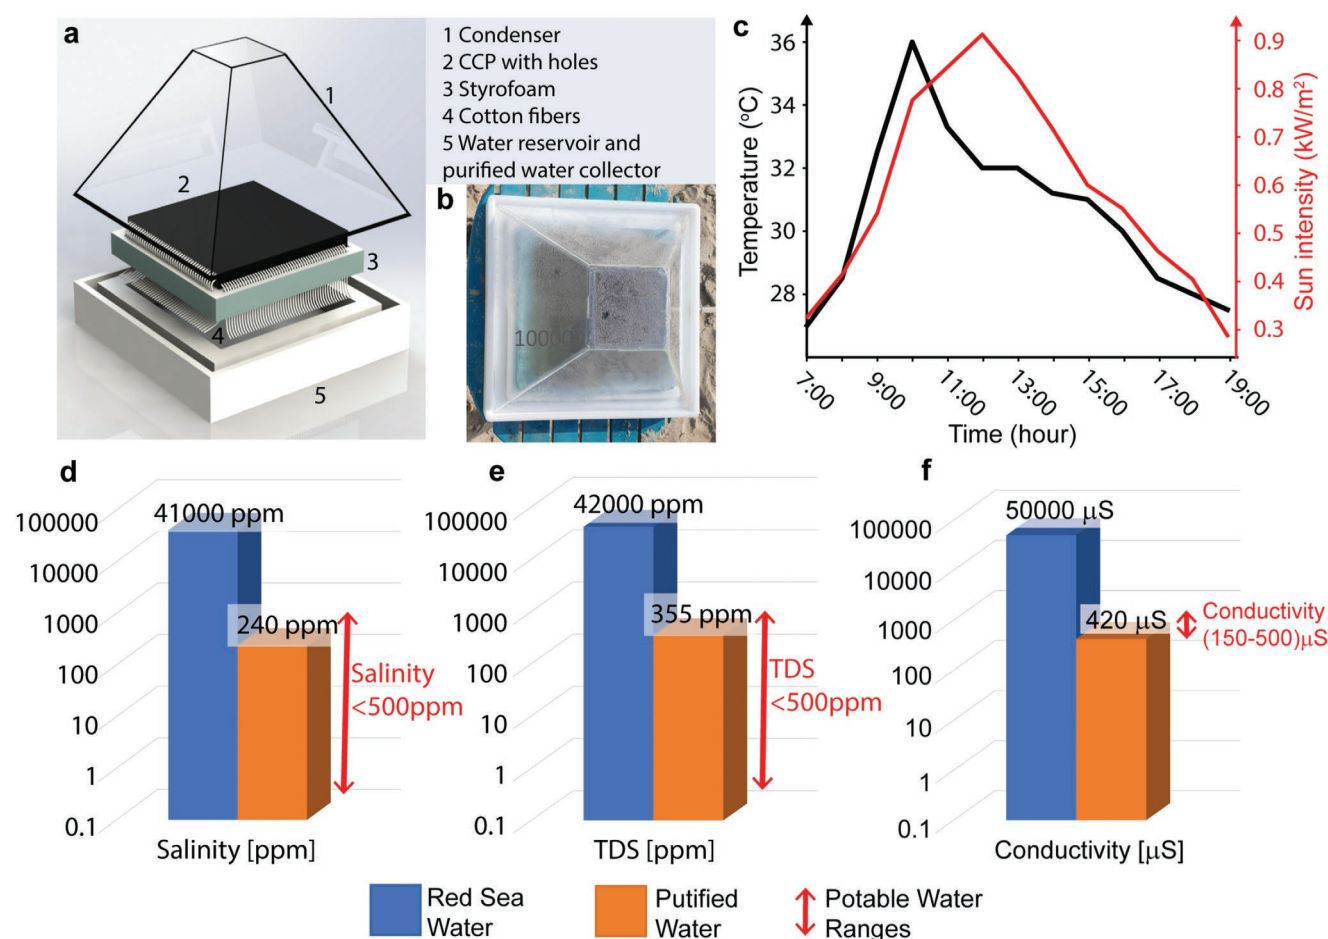 a
1 Condenser
2 CCP with holes
3 Styrofoam
4 Cotton fibers
5 Water reservoir and
purified water collector
1
2
3
4
5
b
10000
c
Temperature (ºC)
36
34
32
30
28
Sun intensity (kW/m²)
0.9
0.8
0.7
0.6
0.5
0.4
0.3
7:00
9:00
11:00
13:00
15:00
17:00
19:00
Time (hour)
d
100000
10000
1000
100
10
1
0.1
41000 ppm
240 ppm
Salinity
<500ppm
Salinity [ppm]
e
100000
10000
1000
100
10
1
0.1
42000 ppm
355 ppm
TDS
<500ppm
TDS [ppm]
f
100000
10000
1000
100
10
1
0.1
50000 µS
420 µS
Conductivity
(150-500)µS
Conductivity [µS]
Red Sea
Water
Putified
Water
Potable Water
Ranges